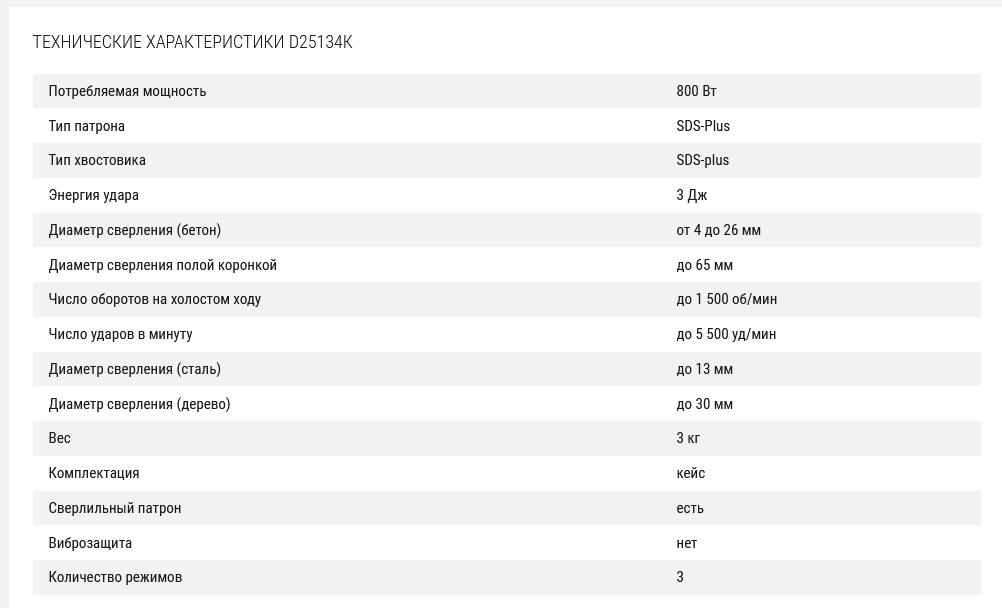 ТЕХНИЧЕСКИЕ ХАРАКТЕРИСТИКИ D25134K
Потребляемая мощность 800 Вт
Тип патрона SDS-Plus
Тип хвостовика SDS-plus
Энергия удара 3 Дж
Диаметр сверления (бетон) от 4 до 26 мм
Диаметр сверления полой коронкой до 65 мм
Число оборотов на холостом ходу до 1 500 об/мин
Число ударов в минуту до 5 500 уд/мин
Диаметр сверления (сталь) до 13 мм
Диаметр сверления (дерево) до 30 мм
Вес 3 кг
Комплектация кейс
Сверлильный патрон есть
Виброзащита нет
Количество режимов 3